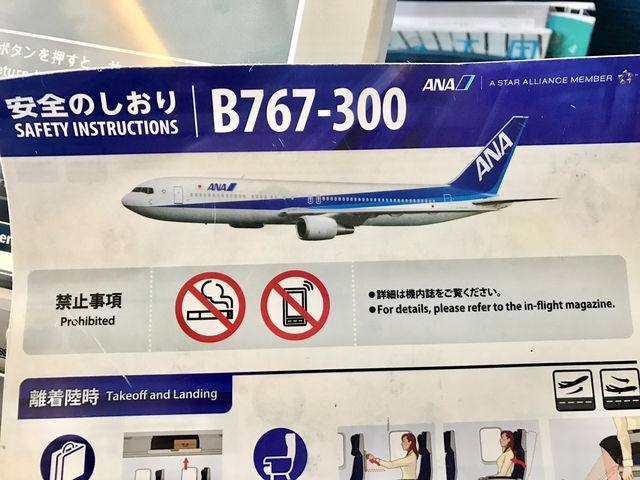 ボタンを押すと
安全のしおり
SAFETY INSTRUCTIONS
B767-300
ANA
A STAR ALLIANCE MEMBER
ANA
ANA
禁止事項
Prohibited
●詳細は機内誌をご覧ください。
●For details, please refer to the in-flight magazine.
離着陸時 Takeoff and Landing